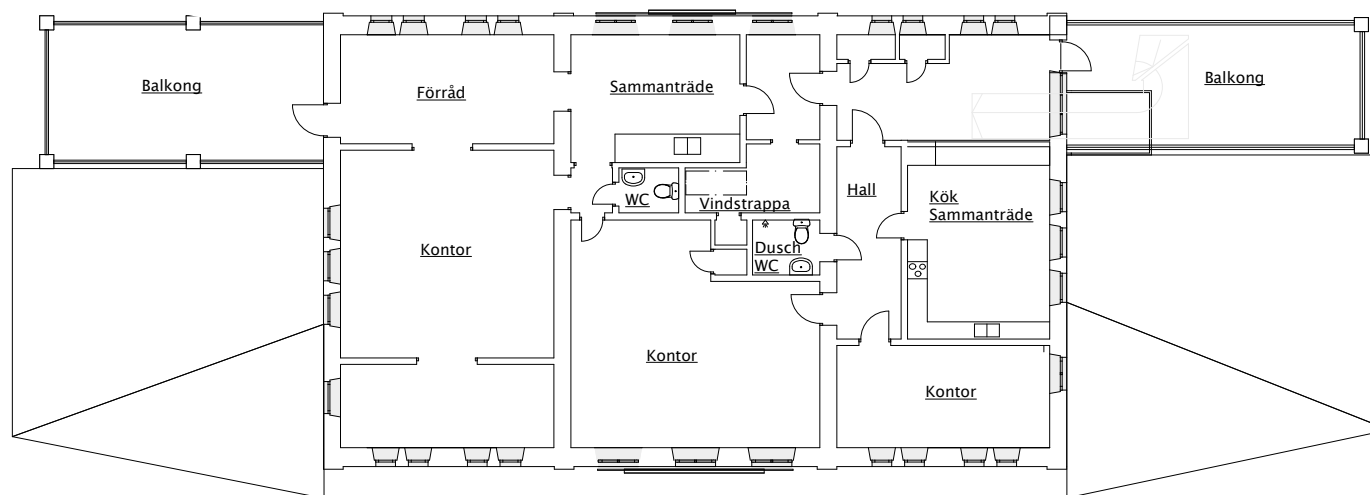 Balkong
Förråd
Sammanträde
Balkong
WC
Vindstrappa
Hall
Kök
Sammanträde
Kontor
Dusch
WC
Kontor
Kontor